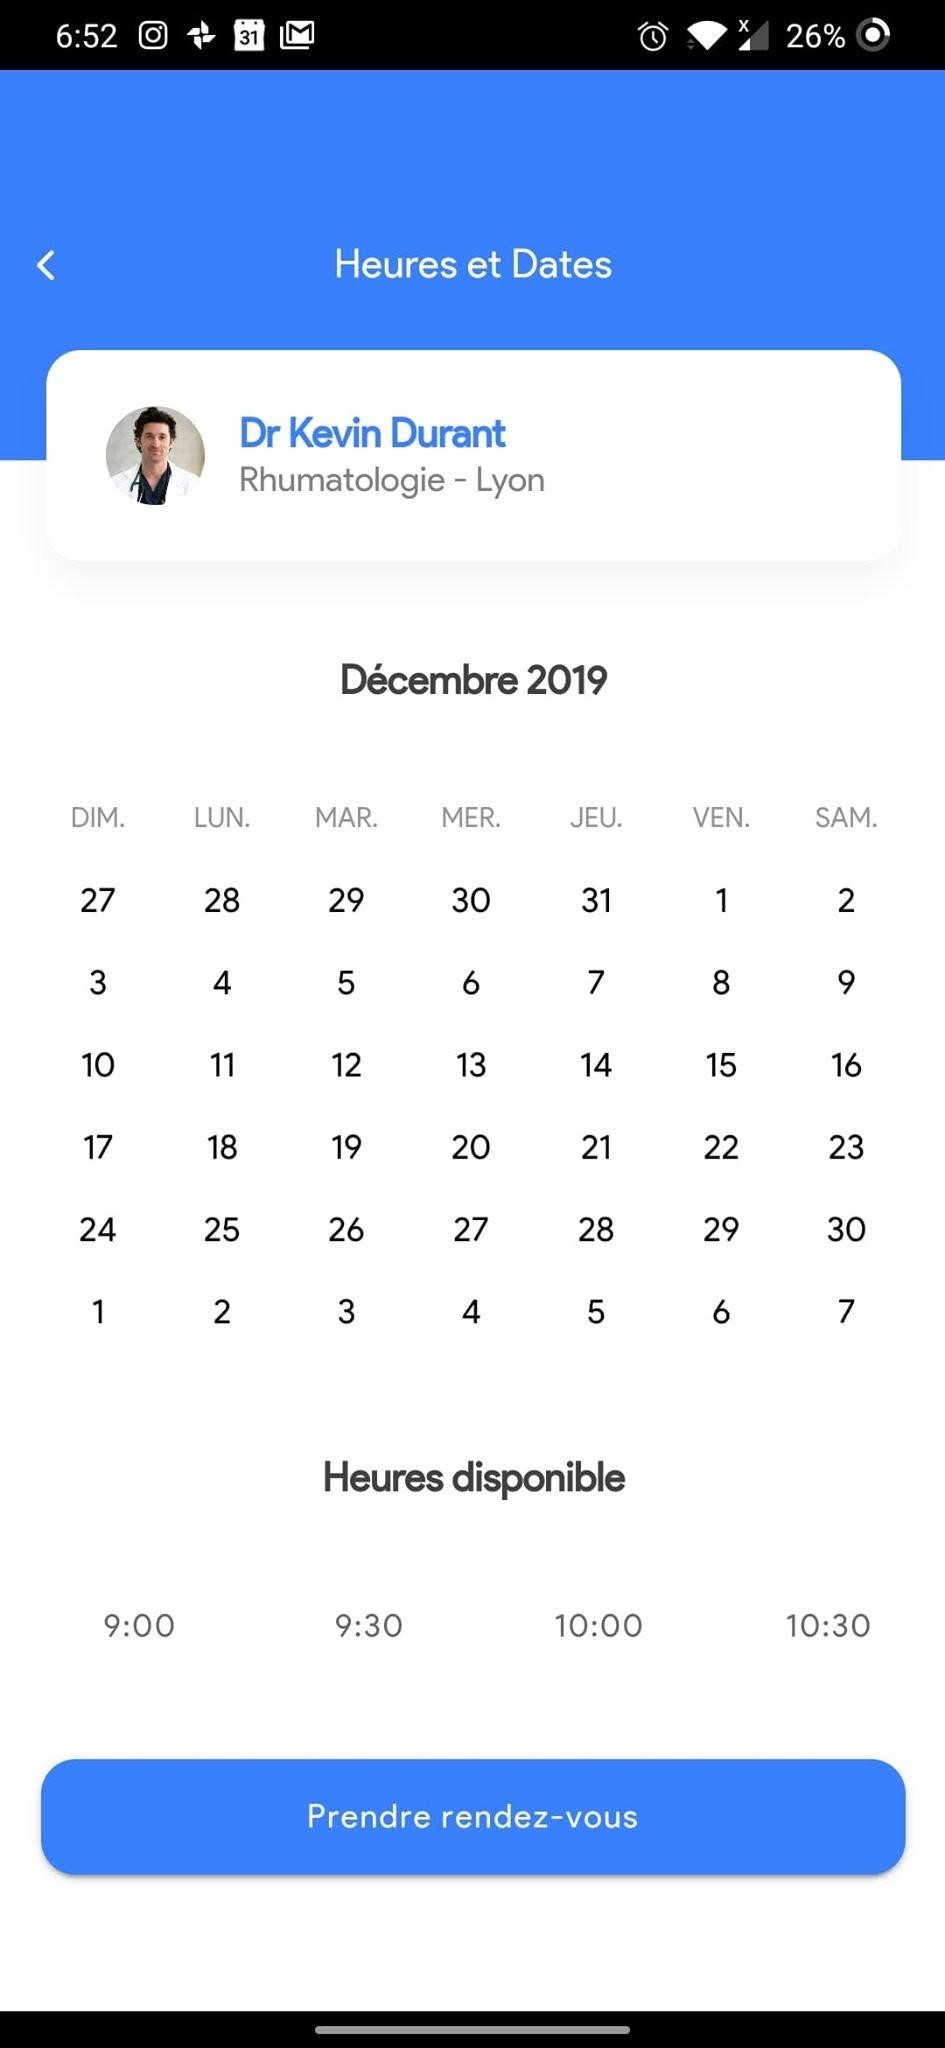 6:52 31 x 26%
Heures et Dates
Dr Kevin Durant
Rhumatologie - Lyon
Décembre 2019
DIM. LUN. MAR. MER. JEU. VEN. SAM.
27 28 29 30 31 1 2
3 4 5 6 7 8 9
10 11 12 13 14 15 16
17 18 19 20 21 22 23
24 25 26 27 28 29 30
1 2 3 4 5 6 7
Heures disponible
9:00 9:30 10:00 10:30
Prendre rendez-vous